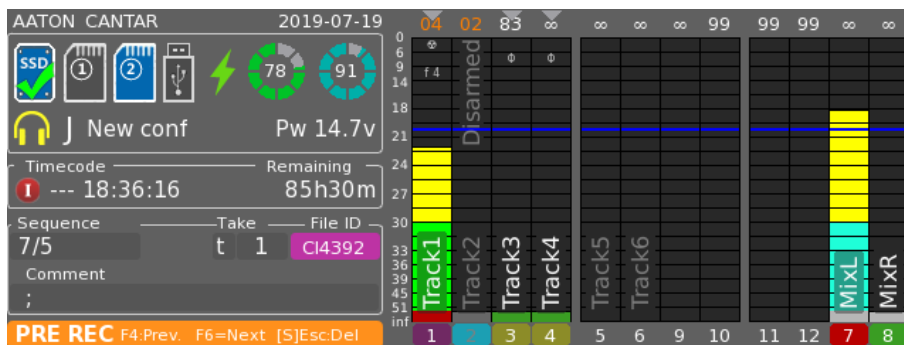 AATON CANTAR 2019-07-19
SSD 1 2 78 91
J New conf Pw 14.7v
Timecode Remaining
I --- 18:36:16 85h30m
Sequence Take File ID
7/5 t 1 CI4392
Comment
;
PRE REC F4:Prev. F6=Next [S]Esc:Del
04 02 83 ∞ ∞ ∞ ∞ 99 99 99 ∞ ∞
0
6
9
14
18
21
24
27
30
33
36
39
45
51
inf
Φ Φ
f 4
Disarmed
Track1 Track2 Track3 Track4 Track5 Track6 MixL MixR
1 2 3 4 5 6 9 10 11 12 7 8